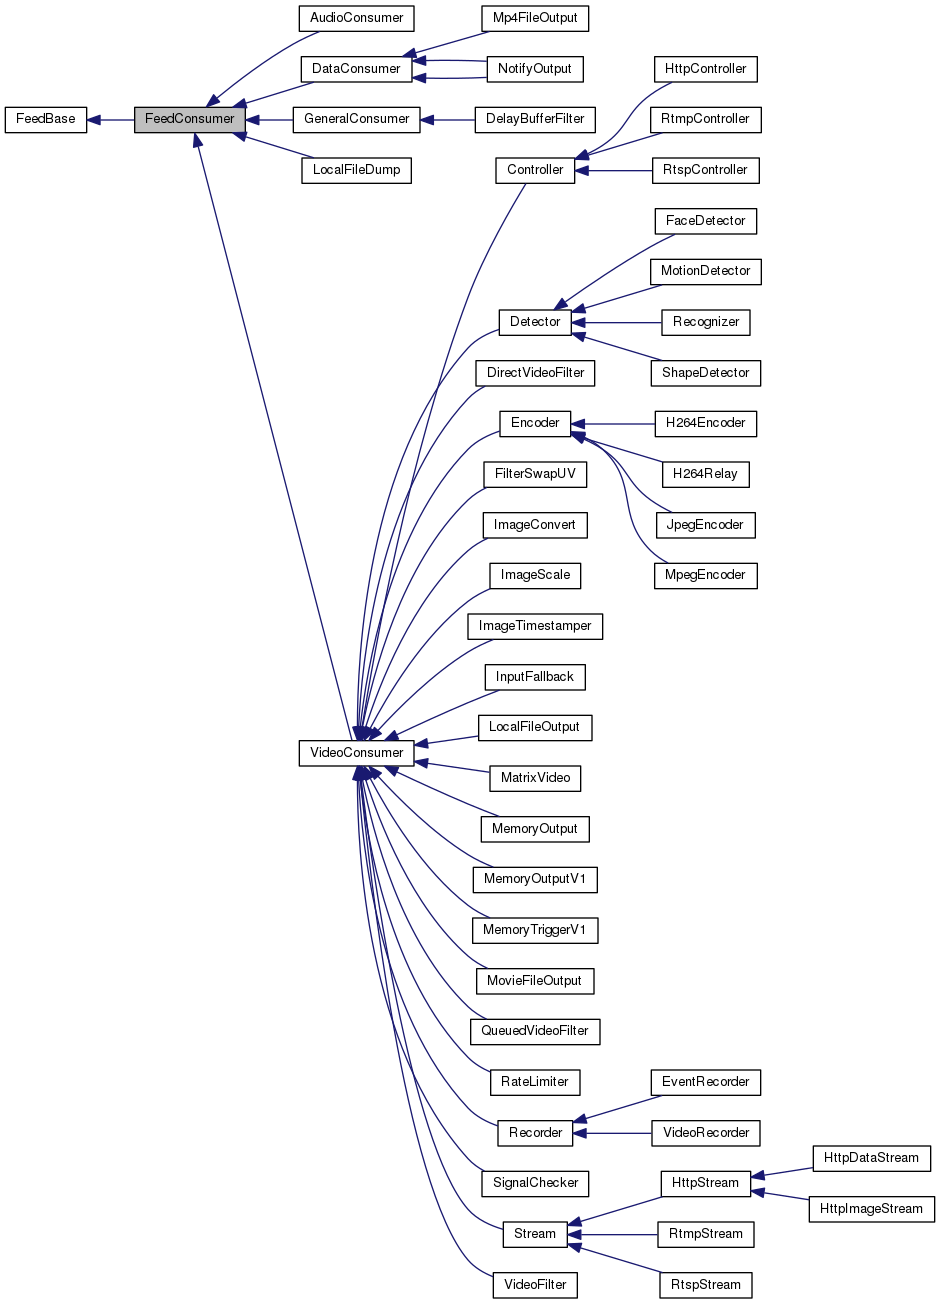 AudioConsumer
Mp4FileOutput
DataConsumer
NotifyOutput
HttpController
FeedBase
FeedConsumer
GeneralConsumer
DelayBufferFilter
RtmpController
LocalFileDump
Controller
RtspController
FaceDetector
MotionDetector
Detector
Recognizer
DirectVideoFilter
ShapeDetector
Encoder
H264Encoder
FilterSwapUV
H264Relay
ImageConvert
JpegEncoder
ImageScale
MpegEncoder
ImageTimestamper
InputFallback
LocalFileOutput
VideoConsumer
MatrixVideo
MemoryOutput
MemoryOutputV1
MemoryTriggerV1
MovieFileOutput
QueuedVideoFilter
RateLimiter
EventRecorder
Recorder
VideoRecorder
HttpDataStream
SignalChecker
HttpStream
HttpImageStream
Stream
RtmpStream
VideoFilter
RtspStream